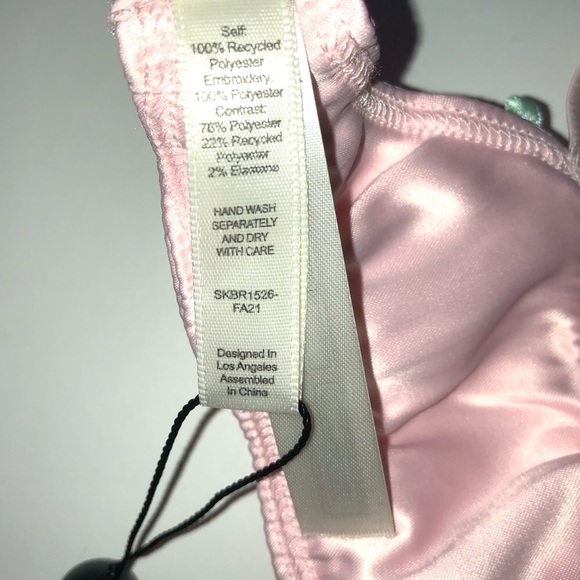 Self:
100% Recycled
Polyester
Embroidery:
100% Polyester
Contrast:
76% Polyester
22% Recycled
Polyester
2% Elastane
HAND WASH
SEPARATELY
AND DRY
WITH CARE
SKBR1526-
FA21
Designed In
Los Angeles
Assembled
In China